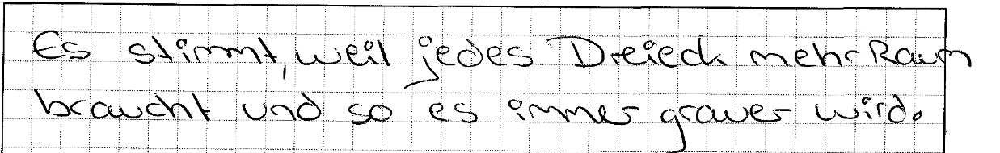 Es stimmt, weil jedes Dreieck mehr Raum
braucht und so es immer grauer wird.